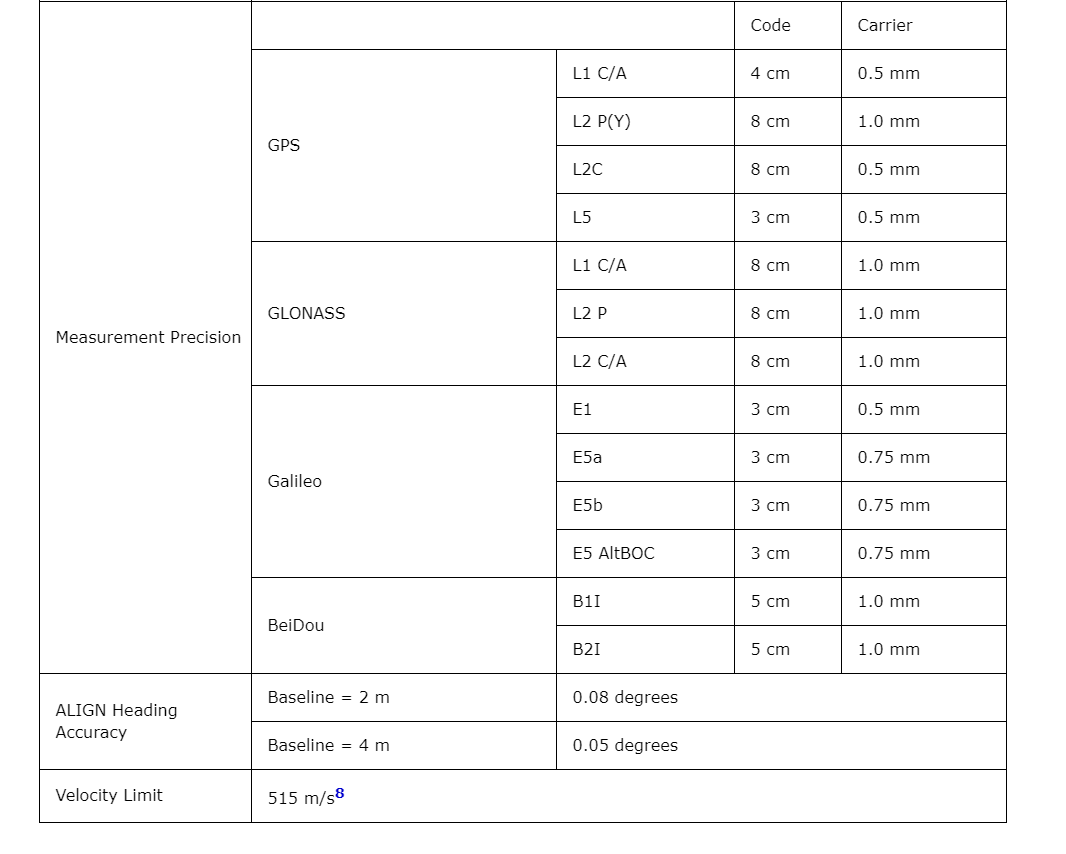 Code Carrier
Measurement Precision
GPS
L1 C/A 4 cm 0.5 mm
L2 P(Y) 8 cm 1.0 mm
L2C 8 cm 0.5 mm
L5 3 cm 0.5 mm
GLONASS
L1 C/A 8 cm 1.0 mm
L2 P 8 cm 1.0 mm
L2 C/A 8 cm 1.0 mm
Galileo
E1 3 cm 0.5 mm
E5a 3 cm 0.75 mm
E5b 3 cm 0.75 mm
E5 AltBOC 3 cm 0.75 mm
BeiDou
B1I 5 cm 1.0 mm
B2I 5 cm 1.0 mm
ALIGN Heading
Accuracy
Baseline = 2 m 0.08 degrees
Baseline = 4 m 0.05 degrees
Velocity Limit 515 m/s8